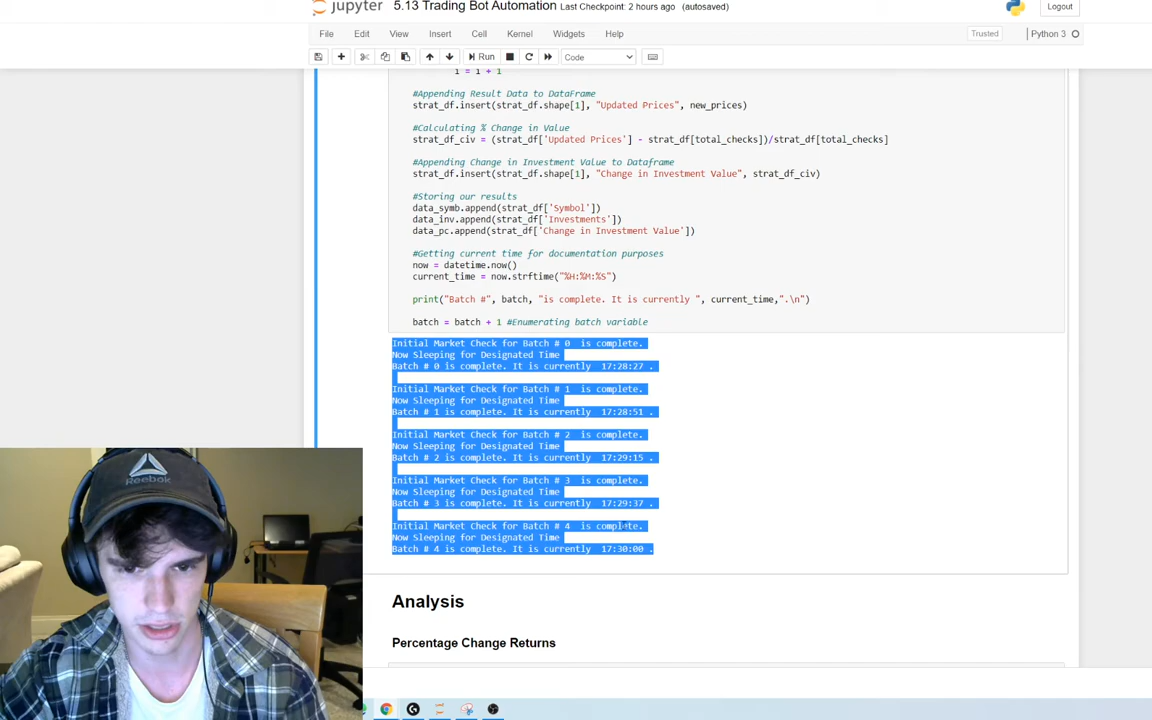 jupyter 5.13 Trading Bot Automation Last Checkpoint: 2 hours ago (autosaved) Logout
File Edit View Insert Cell Kernel Widgets Help Trusted Python 3
Run Code
i = i + 1
#Appending Result Data to DataFrame
strat_df.insert(strat_df.shape[1], "Updated Prices", new_prices)
#Calculating % Change in Value
strat_df_civ = (strat_df['Updated Prices'] - strat_df[total_checks])/strat_df[total_checks]
#Appending Change in Investment Value to Dataframe
strat_df.insert(strat_df.shape[1], "Change in Investment Value", strat_df_civ)
#Storing our results
data_symb.append(strat_df['Symbol'])
data_inv.append(strat_df['Investments'])
data_pc.append(strat_df['Change in Investment Value'])
#Getting current time for documentation purposes
now = datetime.now()
current_time = now.strftime("%H:%M:%S")
print("Batch #", batch, "is complete. It is currently ", current_time,".\n")
batch = batch + 1 #Enumerating batch variable
Initial Market Check for Batch # 0  is complete.
Now Sleeping for Designated Time
Batch # 0 is complete. It is currently  17:28:27 .
Initial Market Check for Batch # 1  is complete.
Now Sleeping for Designated Time
Batch # 1 is complete. It is currently  17:28:51 .
Initial Market Check for Batch # 2  is complete.
Now Sleeping for Designated Time
Batch # 2 is complete. It is currently  17:29:15 .
Initial Market Check for Batch # 3  is complete.
Now Sleeping for Designated Time
Batch # 3 is complete. It is currently  17:29:37 .
Initial Market Check for Batch # 4  is complete.
Now Sleeping for Designated Time
Batch # 4 is complete. It is currently  17:30:00 .
Reebok
Analysis
Percentage Change Returns